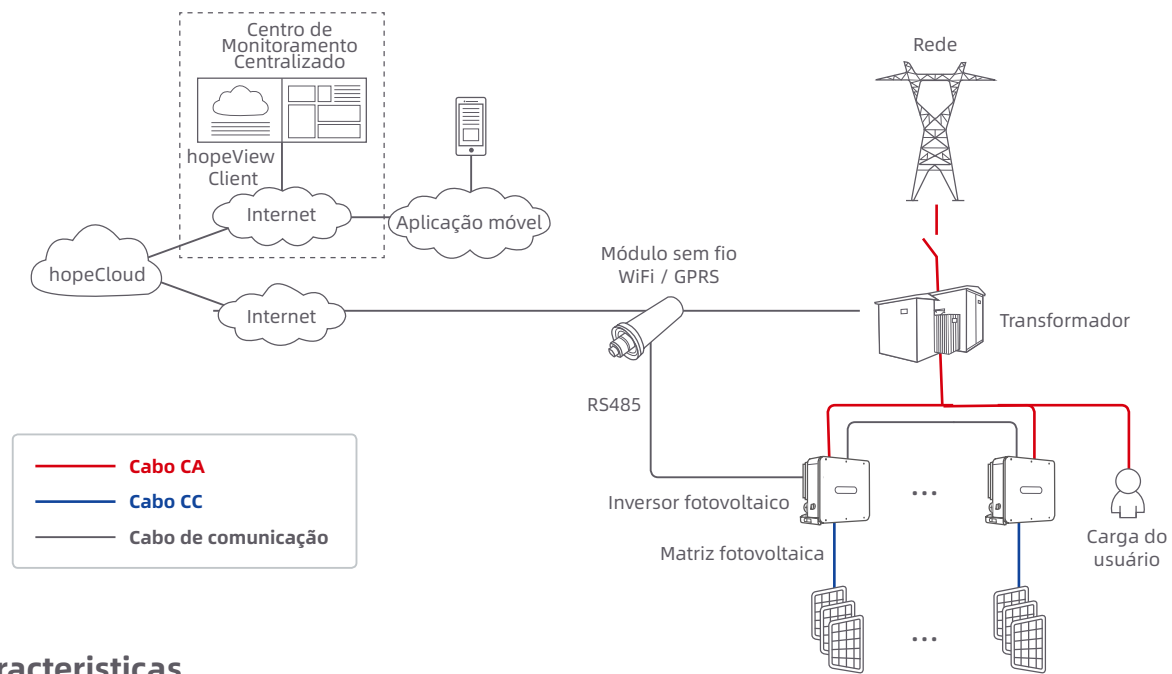 Centro de
Monitoramento
Centralizado
Rede
hopeView
Client
Internet
Aplicação móvel
hopeCloud
Módulo sem fio
WiFi / GPRS
Internet
Transformador
RS485
Cabo CA
Cabo CC
Cabo de comunicação
Inversor fotovoltaico
...
Matriz fotovoltaica
Carga do
usuário
...
racteristicas